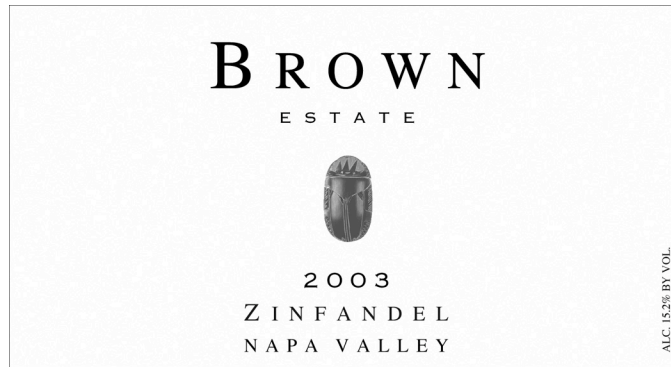 BROWN
ESTATE
2003
ZINFANDEL
NAPA VALLEY
ALC. 15.2% BY VOL.